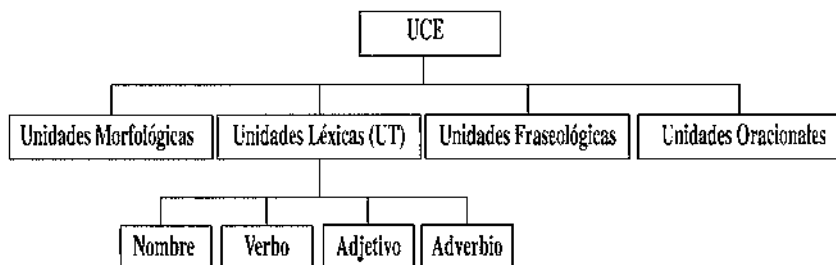 UCE
Unidades Morfológicas
Unidades Léxicas (UT)
Unidades Fraseológicas
Unidades Oracionales
Nombre
Verbo
Adjetivo
Adverbio